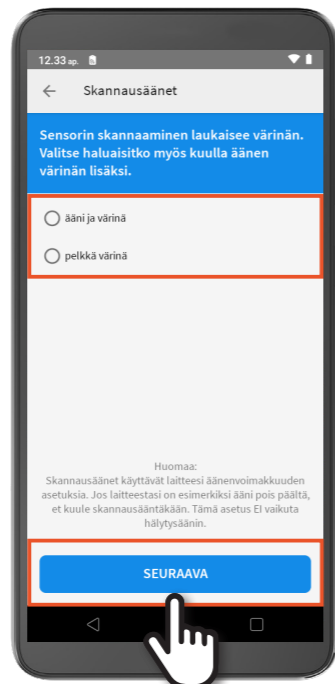 12.33 ap.
Skannausäänet
Sensorin skannaaminen laukaisee värinän.
Valitse haluaisitko myös kuulla äänen
värinän lisäksi.
ääni ja värinä
pelkkä värinä
Huomaa:
Skannausäänet käyttävät laitteesi äänenvoimakkuuden
asetuksia. Jos laitteestasi on esimerkiksi ääni pois päältä,
et kuule skannausääntäkään. Tämä asetus EI vaikuta
hälytysääniin.
SEURAAVA